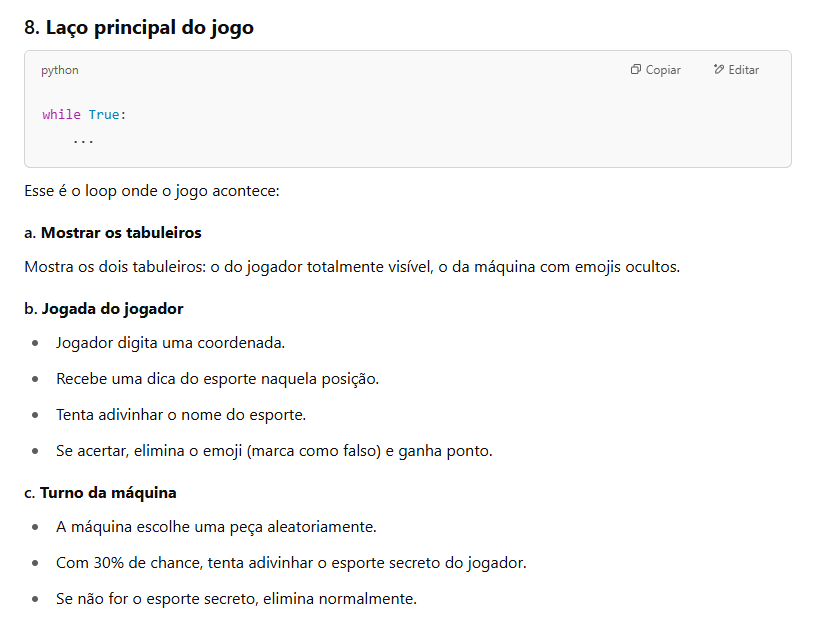 8. Laço principal do jogo
python
Copiar
Editar
while True:
...
Esse é o loop onde o jogo acontece:
a. Mostrar os tabuleiros
Mostra os dois tabuleiros: o do jogador totalmente visível, o da máquina com emojis ocultos.
b. Jogada do jogador
• Jogador digita uma coordenada.
• Recebe uma dica do esporte naquela posição.
• Tenta adivinhar o nome do esporte.
• Se acertar, elimina o emoji (marca como falso) e ganha ponto.
c. Turno da máquina
• A máquina escolhe uma peça aleatoriamente.
• Com 30% de chance, tenta adivinhar o esporte secreto do jogador.
• Se não for o esporte secreto, elimina normalmente.